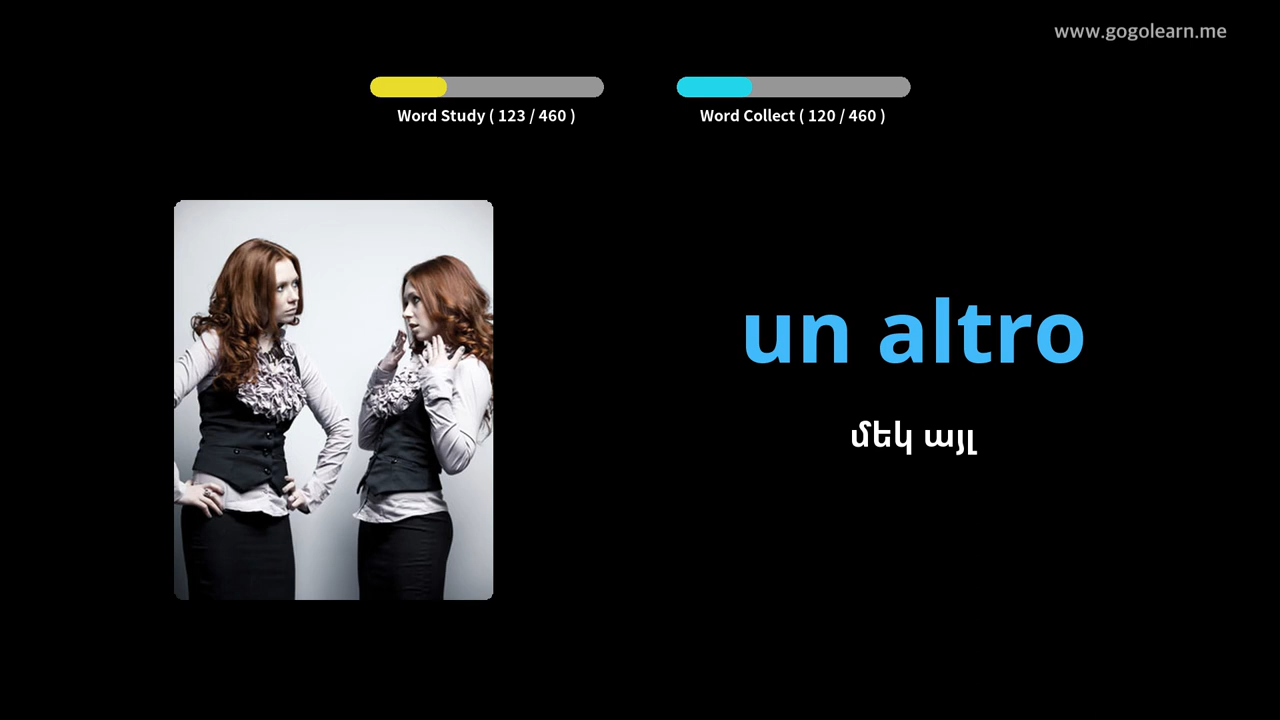 www.gogolearn.me
Word Study ( 123 / 460 )
Word Collect ( 120 / 460 )
un altro
մեկ այլ